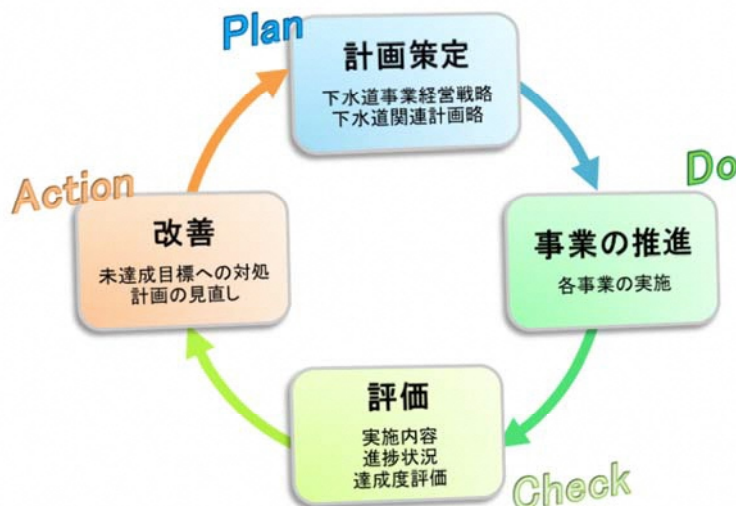 Plan
計画策定
下水道事業経営戦略
下水道関連計画略
Do
事業の推進
各事業の実施
Check
評価
実施内容
進捗状況
達成度評価
Action
改善
未達成目標への対処
計画の見直し